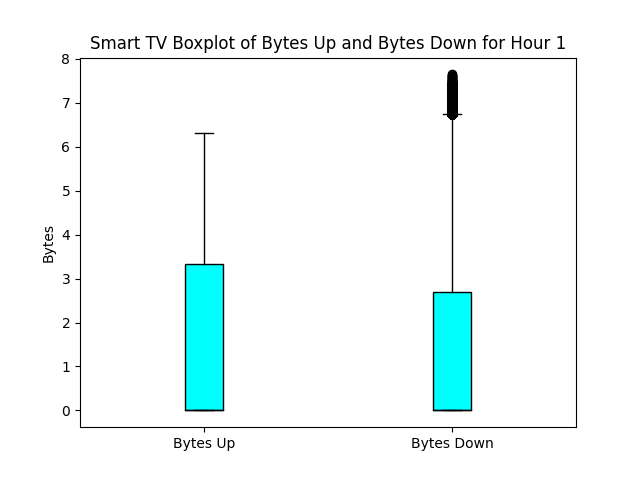 Smart TV Boxplot of Bytes Up and Bytes Down for Hour 1
8
7
6
5
4
3
2
1
0
Bytes
Bytes Up
Bytes Down